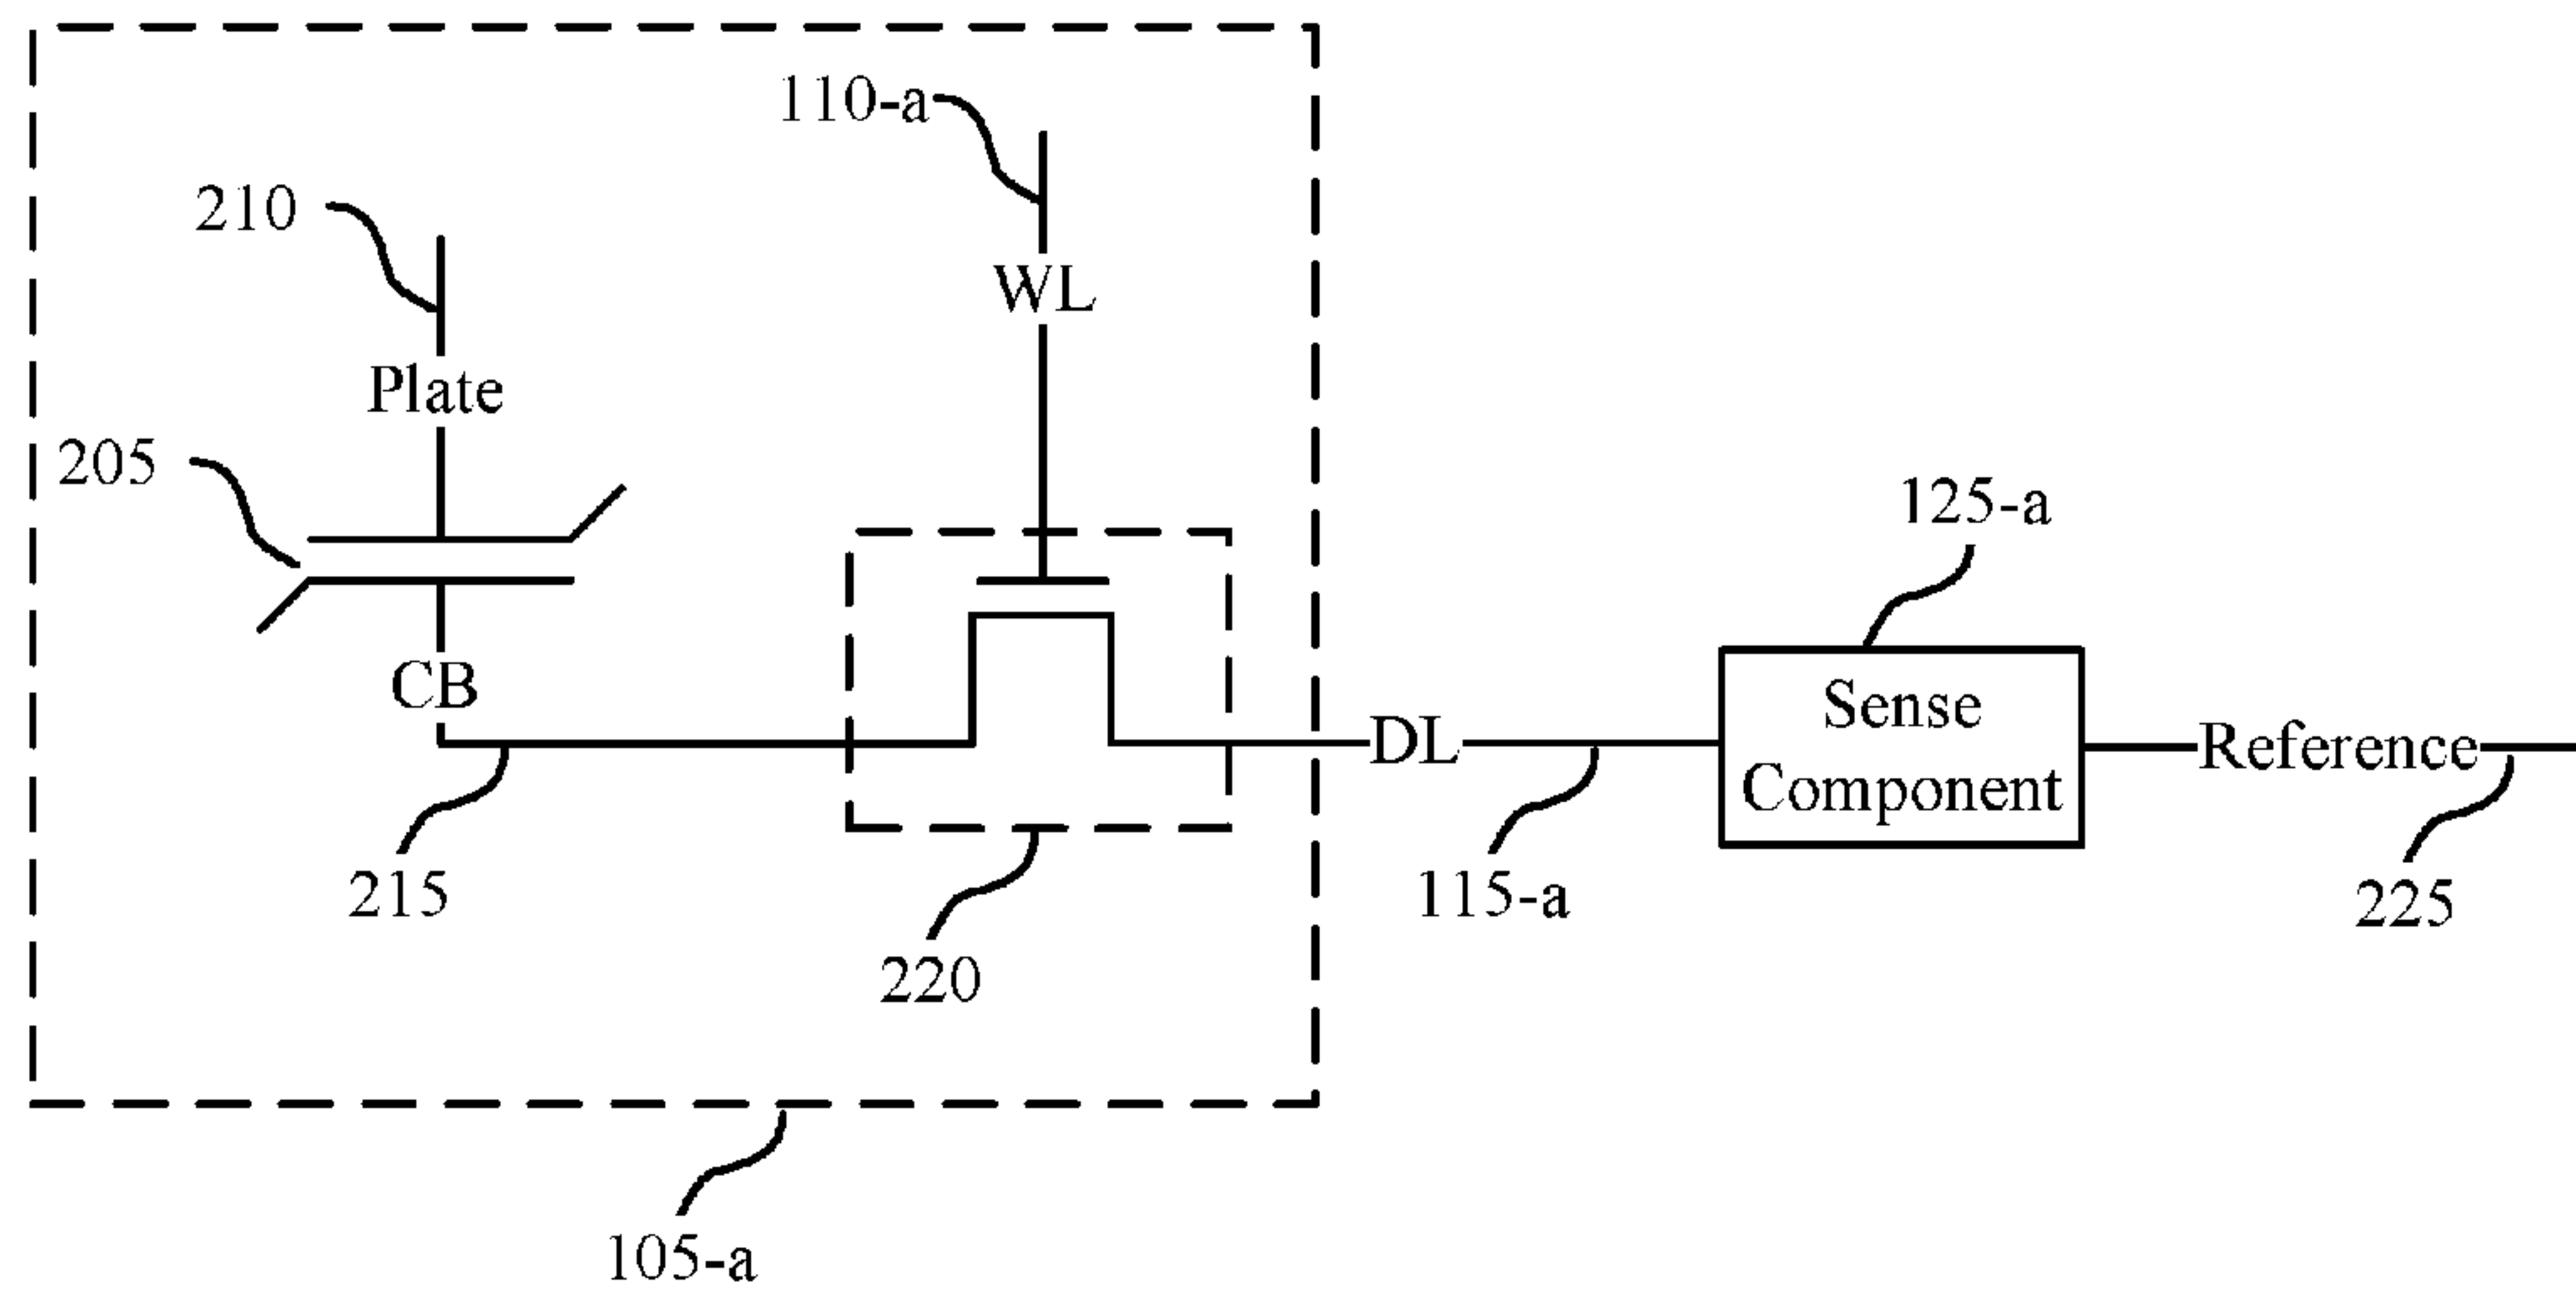 110-a
210
WL
Plate
205
125-a
CB
Sense
Component
DL
Reference
215
115-a
225
220
105-a